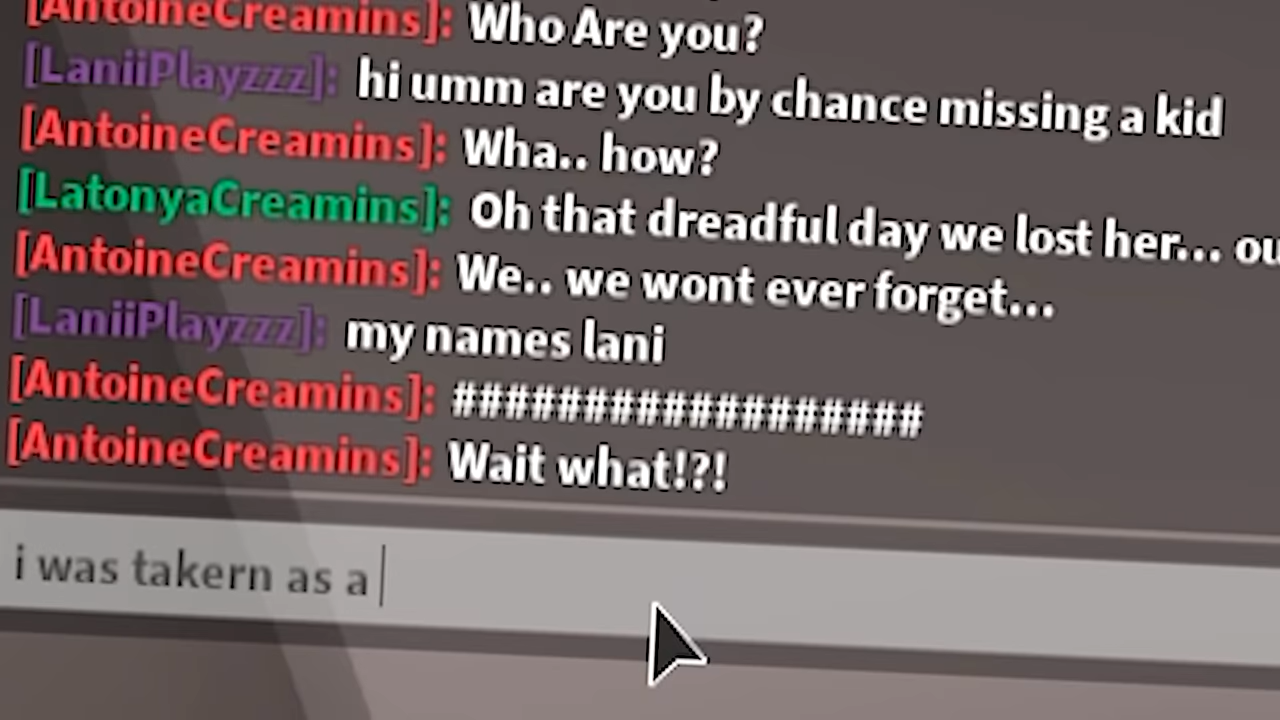 [AntoineCreamins]: Who Are you?
[LaniiPlayzzz]: hi umm are you by chance missing a kid
[AntoineCreamins]: Wha.. how?
[LatonyaCreamins]: Oh that dreadful day we lost her... ou
[AntoineCreamins]: We.. we wont ever forget...
[LaniiPlayzzz]: my names lani
[AntoineCreamins]: ##################
[AntoineCreamins]: Wait what!?!
i was takern as a